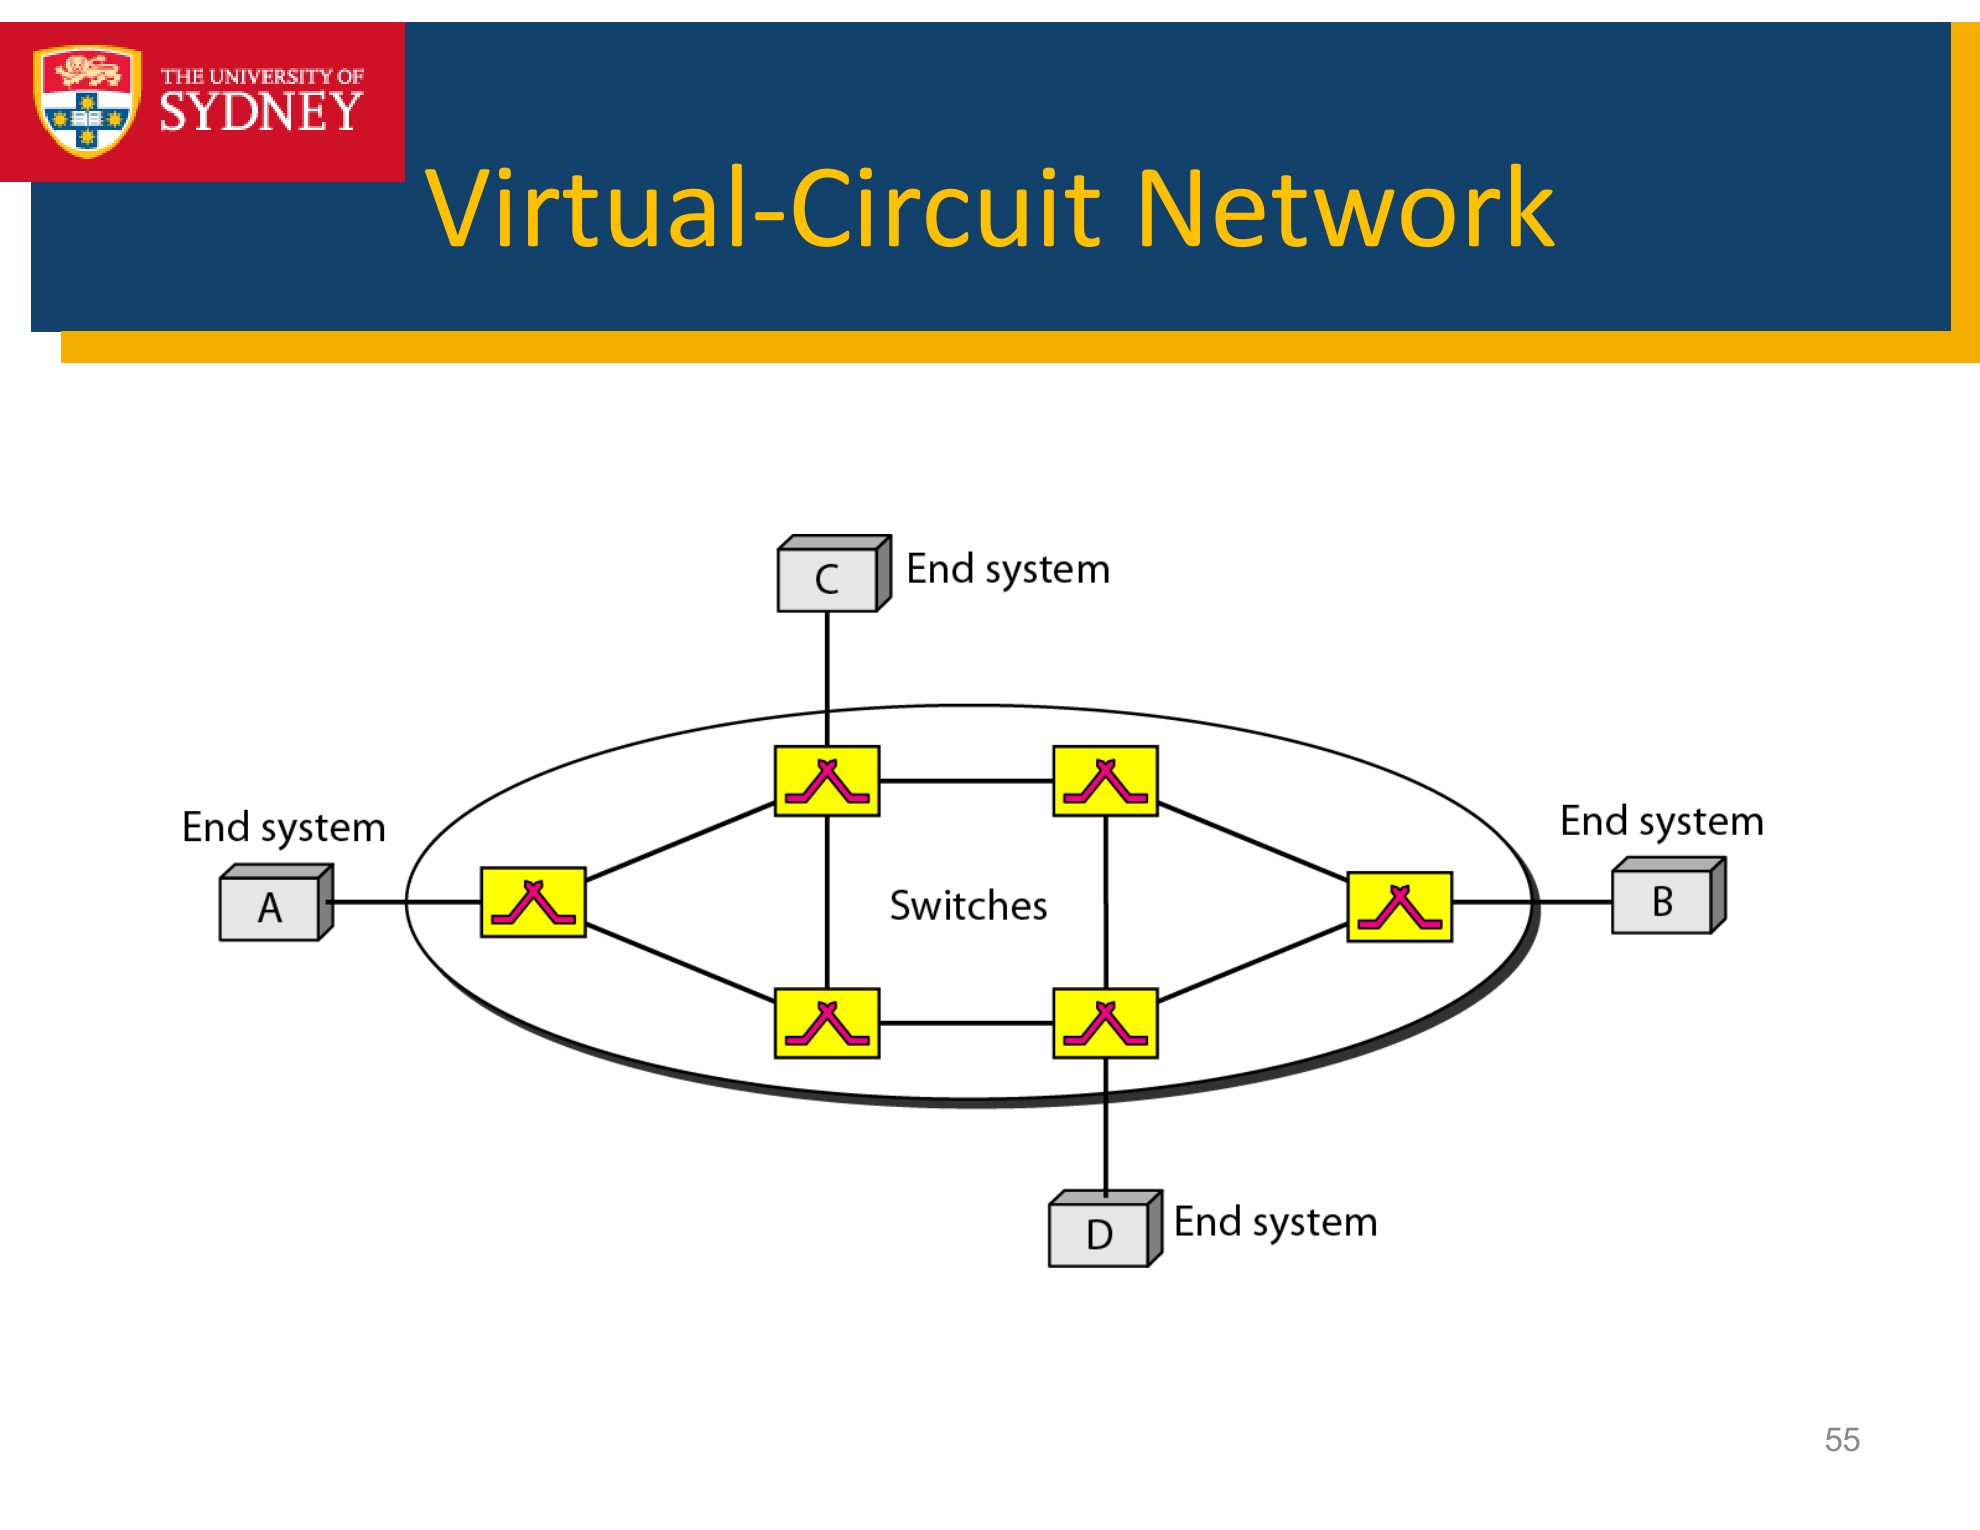 THE UNIVERSITY OF
SYDNEY
Virtual-Circuit Network
C
End system
End system
A
Switches
End system
B
D
End system
55